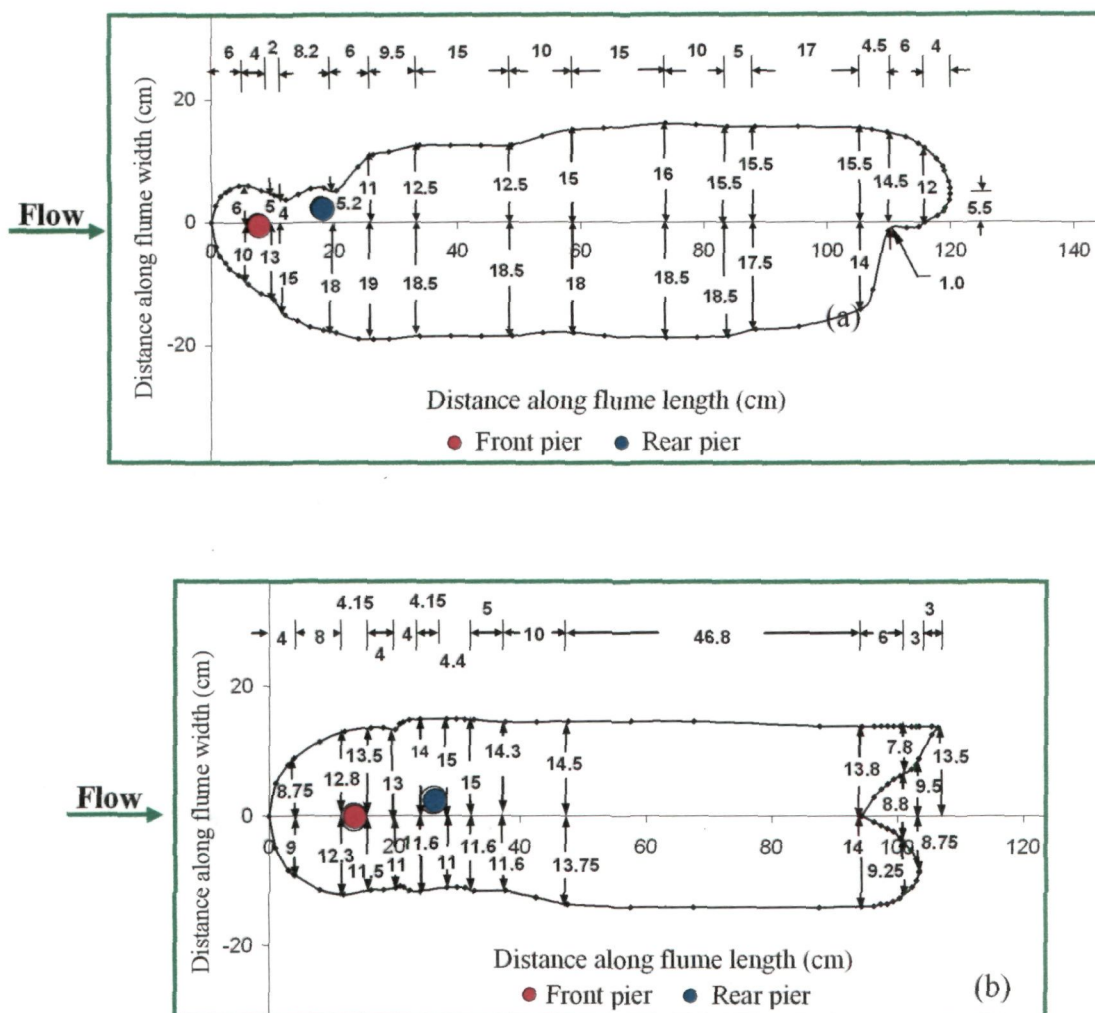 6 4 2 8.2 6 9.5 15 10 15 10 5 17 4.5 6 4
Distance along flume width (cm)
20
0
-20
Flow
6 5 4 5.2 11 12.5 12.5 15 16 15.5 15.5 15.5 14.5 12 5.5
0 20 40 60 80 100 120 140
10 13 15 18 19 18.5 18.5 18 18.5 18.5 17.5 14 1.0
(a)
Distance along flume length (cm)
Front pier Rear pier
4.15 4.15 5 3
4 8 4 10 46.8 6 3
4 4.4
Distance along flume width (cm)
20
0
-20
Flow
8.75 12.8 13.5 13 14 15 15 14.3 14.5 13.8 7.8 9.5 13.5
8.8
0 20 40 60 80 100 120
9 12.3 11.5 11 11.6 11 11.6 11.6 13.75 14 9.25 8.75
Distance along flume length (cm)
Front pier Rear pier
(b)